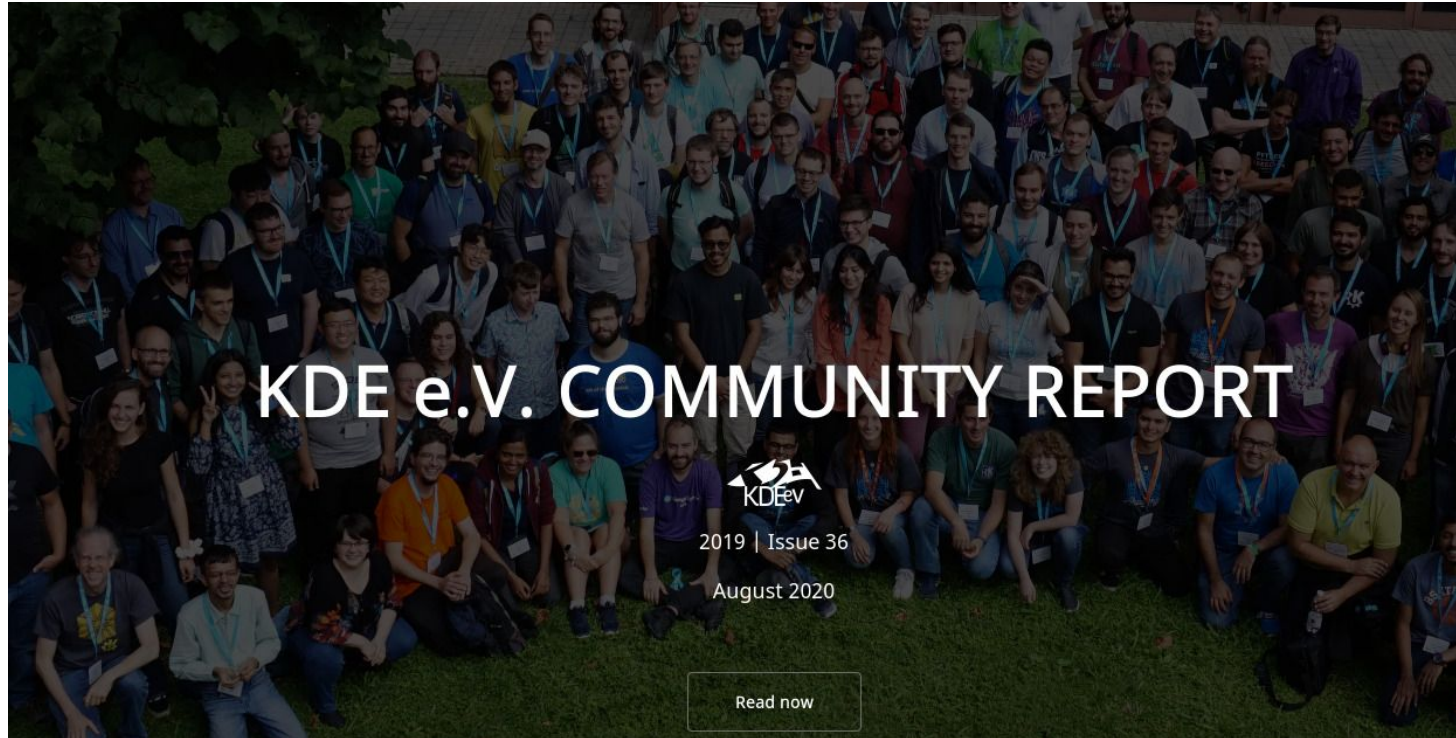 KDE e.V. COMMUNITY REPORT
KDEeV
2019 | Issue 36
August 2020
Read now